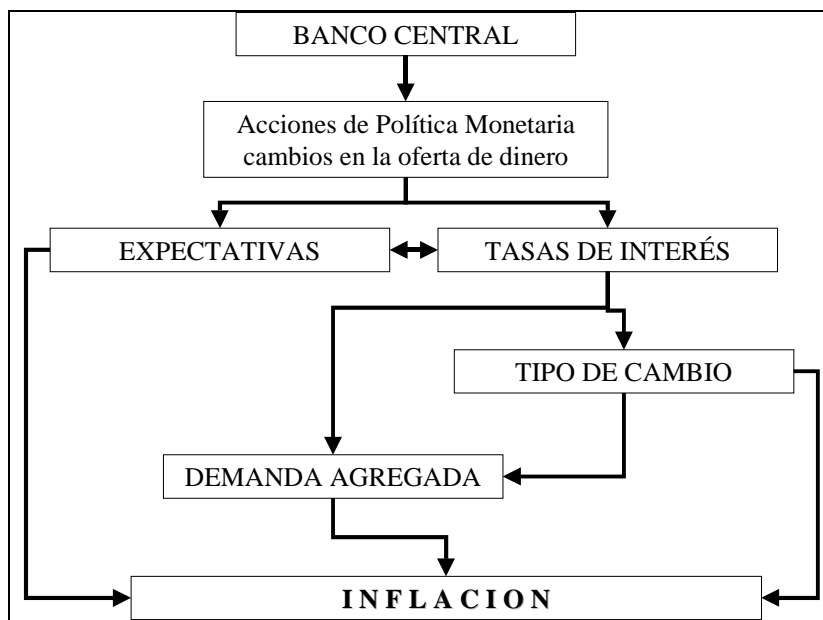 BANCO CENTRAL
Acciones de Política Monetaria
cambios en la oferta de dinero
EXPECTATIVAS
TASAS DE INTERÉS
TIPO DE CAMBIO
DEMANDA AGREGADA
I N F L A C I O N